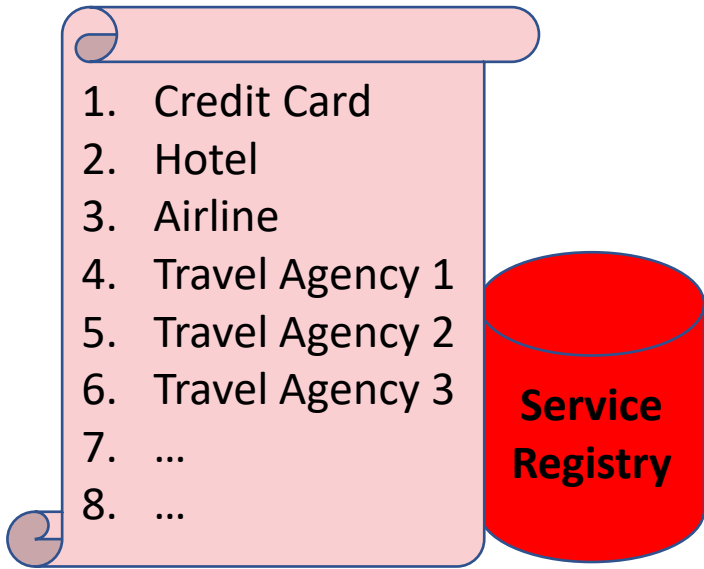 1. Credit Card
2. Hotel
3. Airline
4. Travel Agency 1
5. Travel Agency 2
6. Travel Agency 3
7. ...
8. ...
Service
Registry